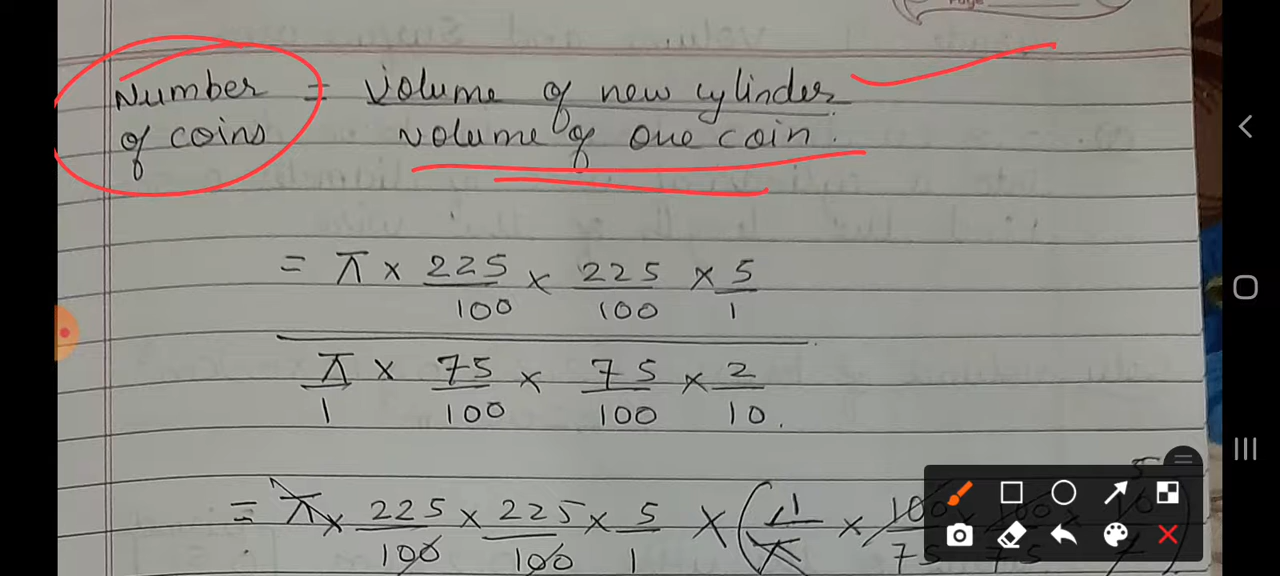 Number = Volume of new cylinder
of coins volume of one coin.
= π × 225/100 × 225/100 × 5/1
π/1 × 75/100 × 75/100 × 2/10.
= π × 225/100 × 225/100 × 5/1 × (1/π × 100/75